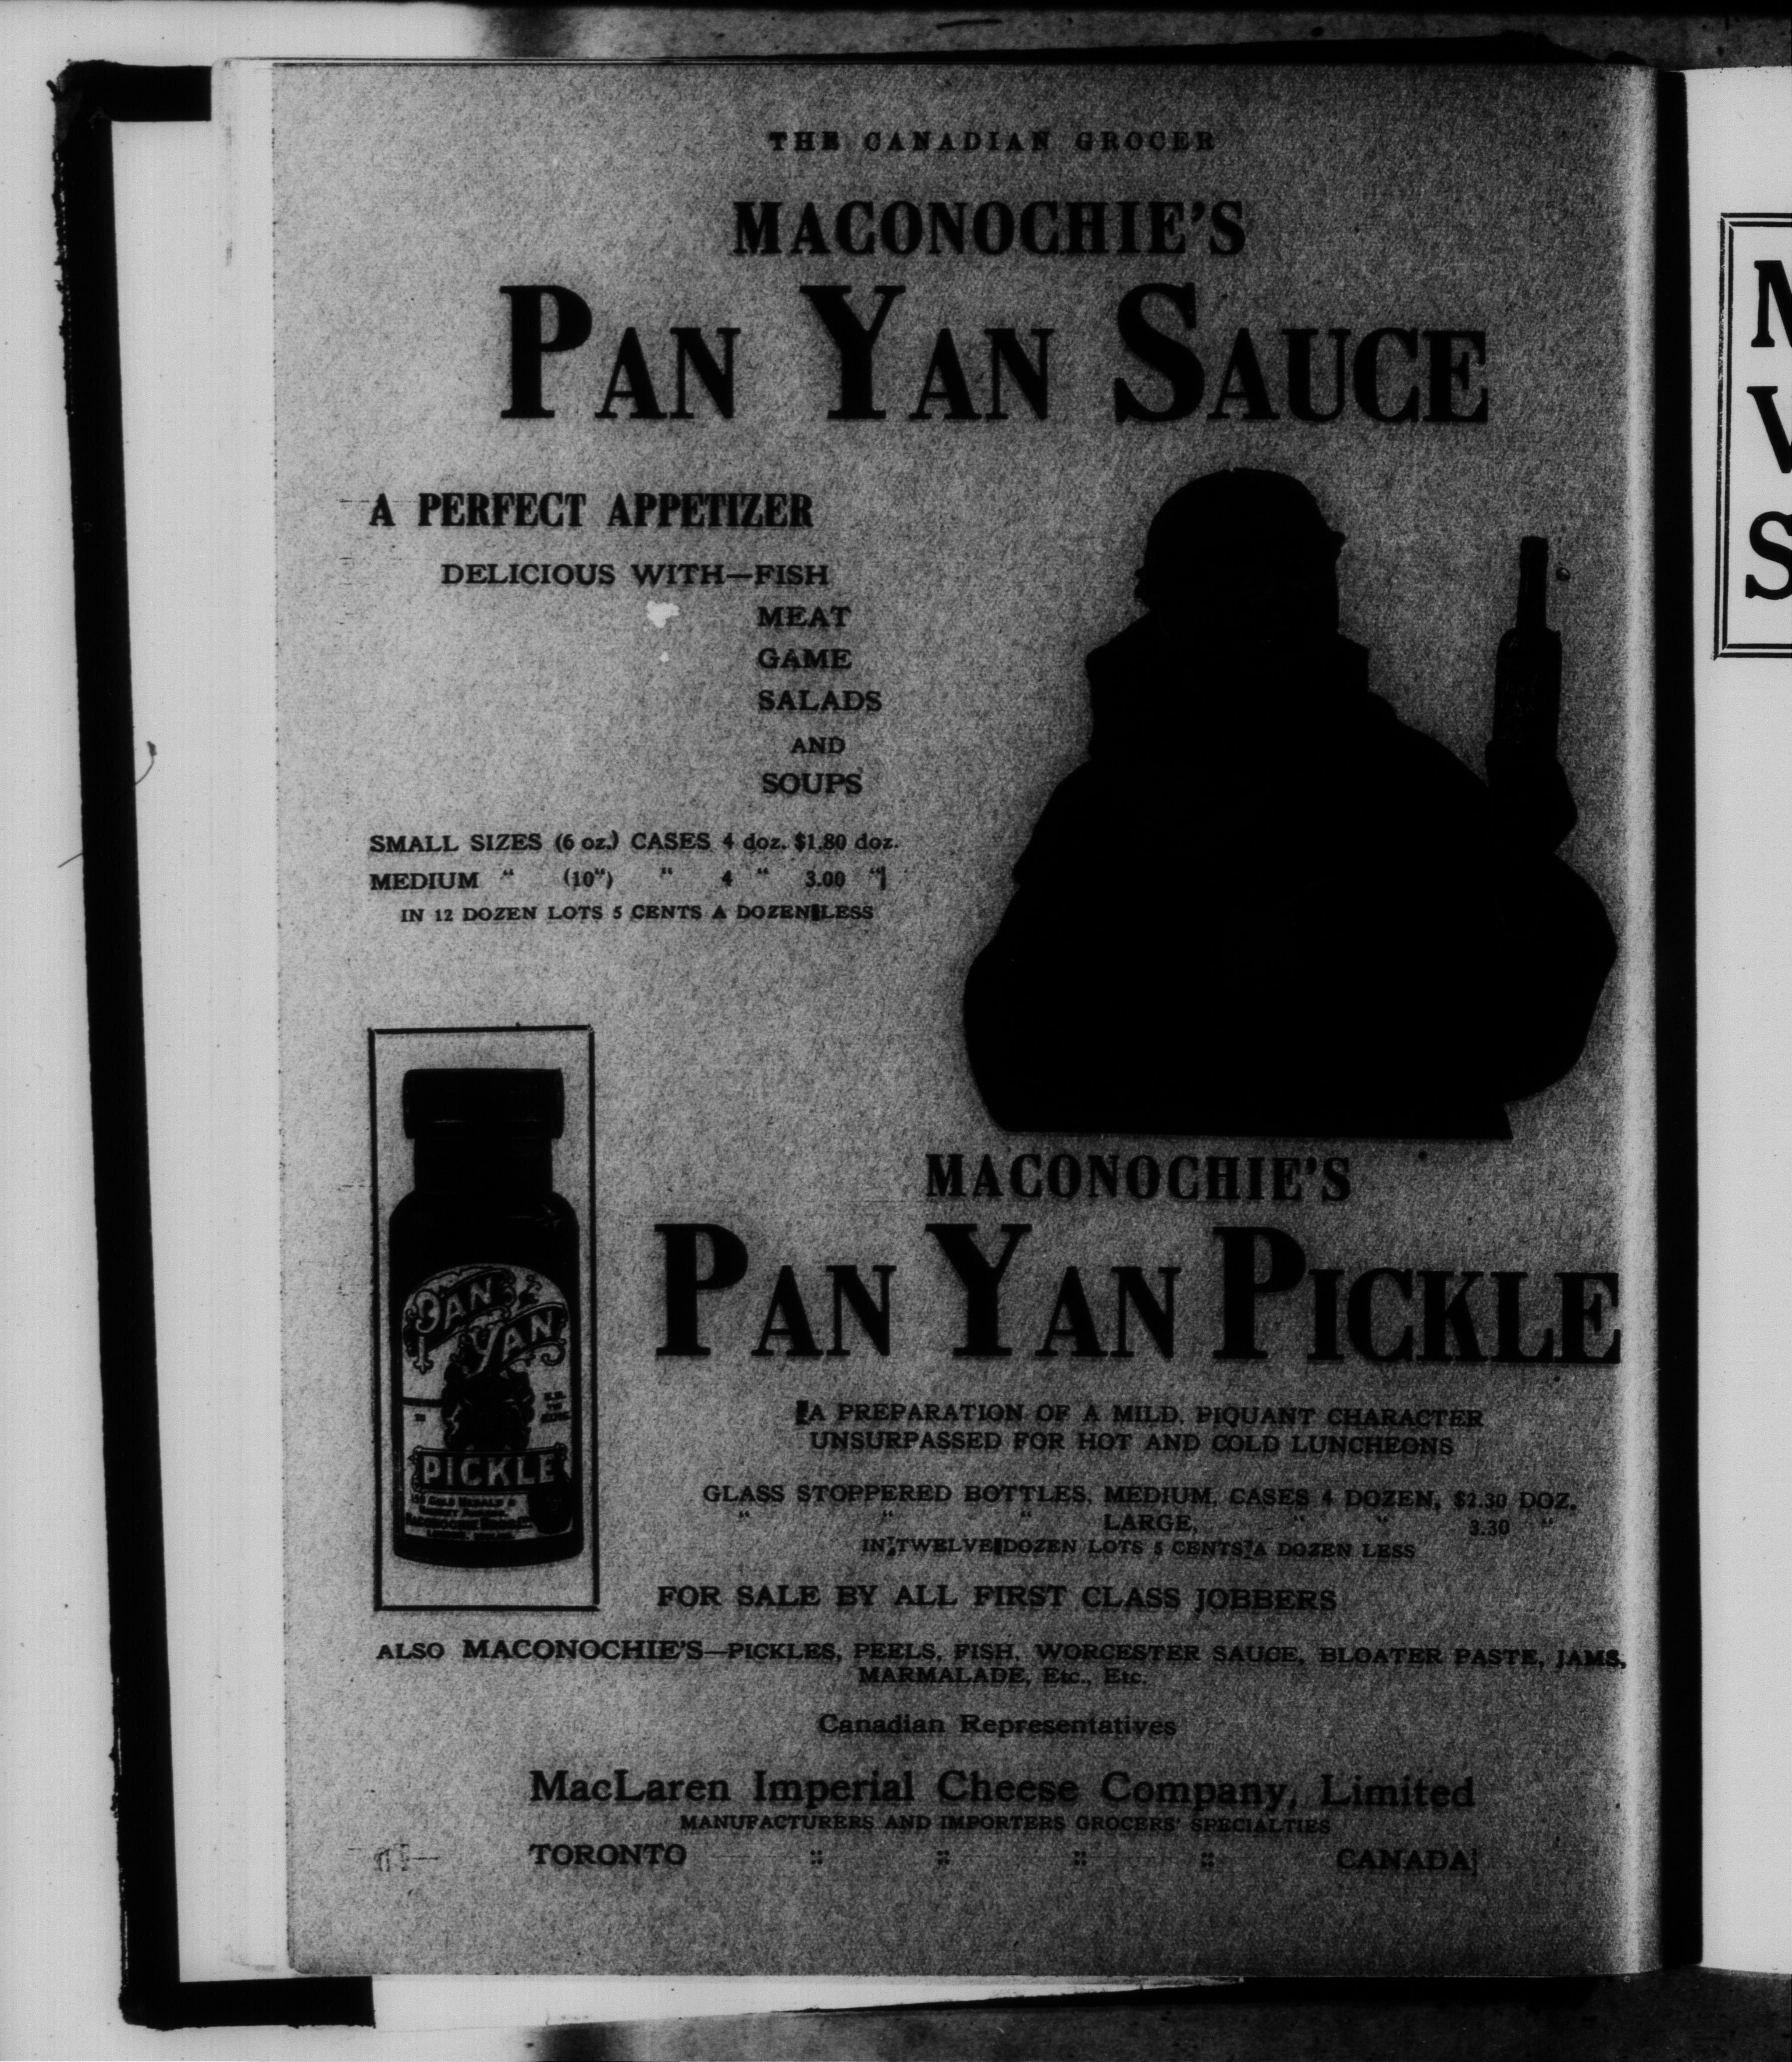 THE CANADIAN GROCER
MACONOCHIE'S
PAN YAN SAUCE
A PERFECT APPETIZER
DELICIOUS WITH—FISH
MEAT
GAME
SALADS
AND
SOUPS
SMALL SIZES (6 oz.) CASES 4 doz. $1.80 doz.
MEDIUM " (10") " 4 " 3.00 "
IN 12 DOZEN LOTS 5 CENTS A DOZEN LESS
PAN
YAN
PICKLE
MACONOCHIE'S
PAN YAN PICKLE
A PREPARATION OF A MILD, PIQUANT CHARACTER
UNSURPASSED FOR HOT AND COLD LUNCHEONS
GLASS STOPPERED BOTTLES, MEDIUM, CASES 4 DOZEN, $2.30 DOZ.
" " " LARGE, " " 3.30 "
IN TWELVE DOZEN LOTS 5 CENTS A DOZEN LESS
FOR SALE BY ALL FIRST CLASS JOBBERS
ALSO MACONOCHIE'S—PICKLES, PEELS, FISH, WORCESTER SAUCE, BLOATER PASTE, JAMS,
MARMALADE, Etc., Etc.
Canadian Representatives
MacLaren Imperial Cheese Company, Limited
MANUFACTURERS AND IMPORTERS GROCERS' SPECIALTIES
TORONTO :: :: :: :: CANADA
M
V
S